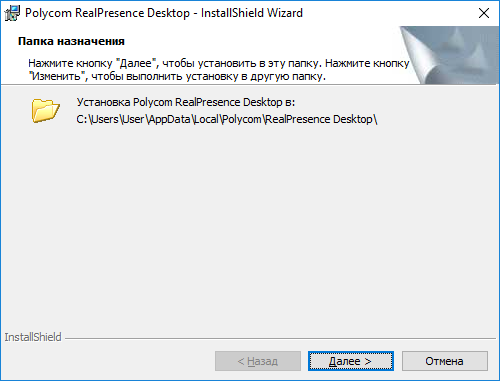 Polycom RealPresence Desktop - InstallShield Wizard
Папка назначения
Нажмите кнопку "Далее", чтобы установить в эту папку. Нажмите кнопку
"Изменить", чтобы выполнить установку в другую папку.
Установка Polycom RealPresence Desktop в:
C:\Users\User\AppData\Local\Polycom\RealPresence Desktop\
InstallShield
< Назад
Далее >
Отмена